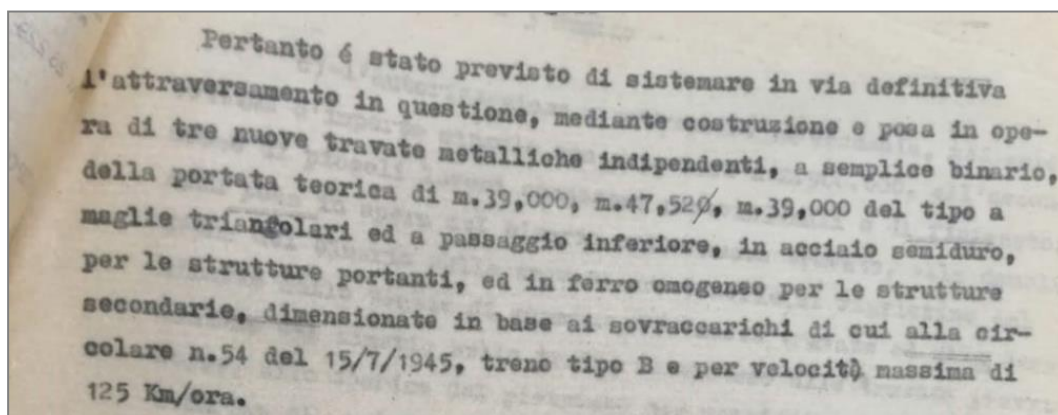 Pertanto é stato previsto di sistemare in via definitiva
l'attraversamento in questione, mediante costruzione e posa in ope-
ra di tre nuove travate metalliche indipendenti, a semplice binario,
della portata teorica di m.39,000, m.47,520, m.39,000 del tipo a
maglie triangolari ed a passaggio inferiore, in acciaio semiduro,
per le strutture portanti, ed in ferro omogeneo per le strutture
secondarie, dimensionate in base ai sovraccarichi di cui alla cir-
colare n.54 del 15/7/1945, treno tipo B e per velocità massima di
125 Km/ora.